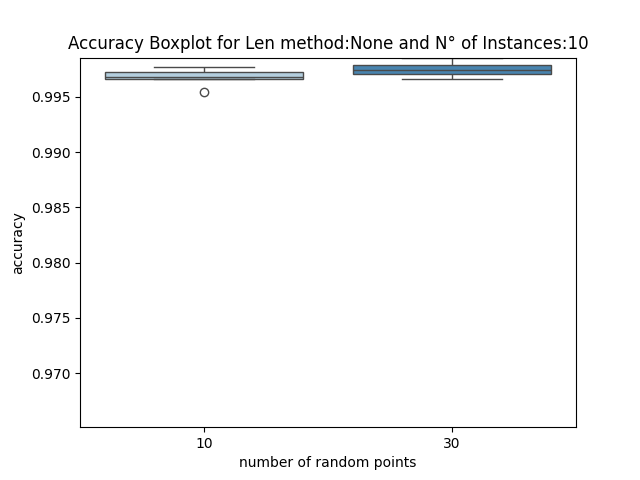 Accuracy Boxplot for Len method:None and N° of Instances:10
0.995
0.990
0.985
0.980
0.975
0.970
accuracy
10
30
number of random points